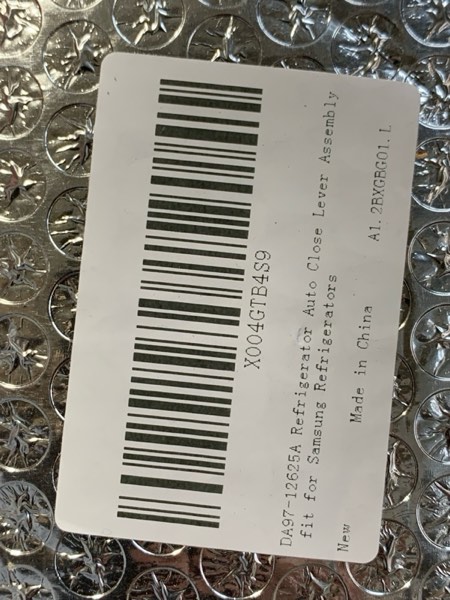 X004GTB4S9
DA97-12625A Refrigerator Auto Close Lever Assembly
fit for Samsung Refrigerators
New
Made in China
A1.2BXGBG01.L